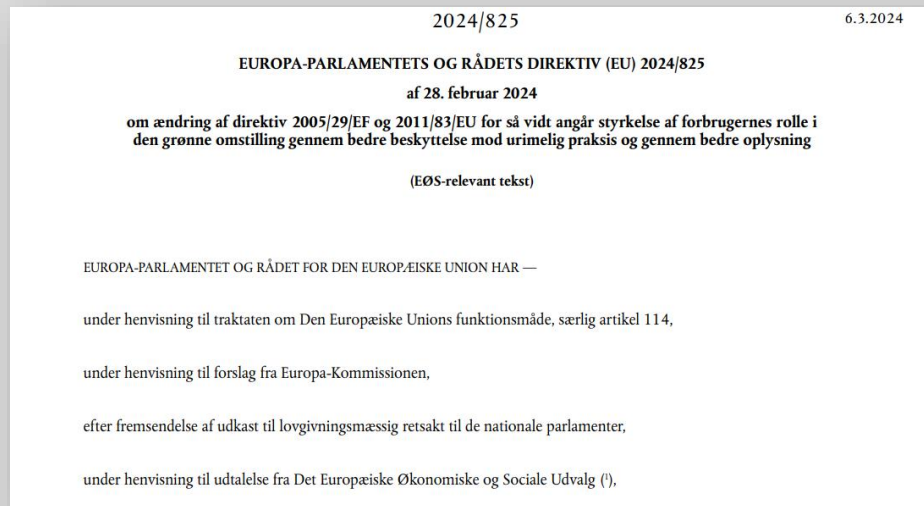 2024/825
6.3.2024
EUROPA-PARLAMENTETS OG RÅDETS DIREKTIV (EU) 2024/825
af 28. februar 2024
om ændring af direktiv 2005/29/EF og 2011/83/EU for så vidt angår styrkelse af forbrugernes rolle i
den grønne omstilling gennem bedre beskyttelse mod urimelig praksis og gennem bedre oplysning
(EØS-relevant tekst)
EUROPA-PARLAMENTET OG RÅDET FOR DEN EUROPÆISKE UNION HAR —
under henvisning til traktaten om Den Europæiske Unions funktionsmåde, særlig artikel 114,
under henvisning til forslag fra Europa-Kommissionen,
efter fremsendelse af udkast til lovgivningsmæssig retsakt til de nationale parlamenter,
under henvisning til udtalelse fra Det Europæiske Økonomiske og Sociale Udvalg (¹),